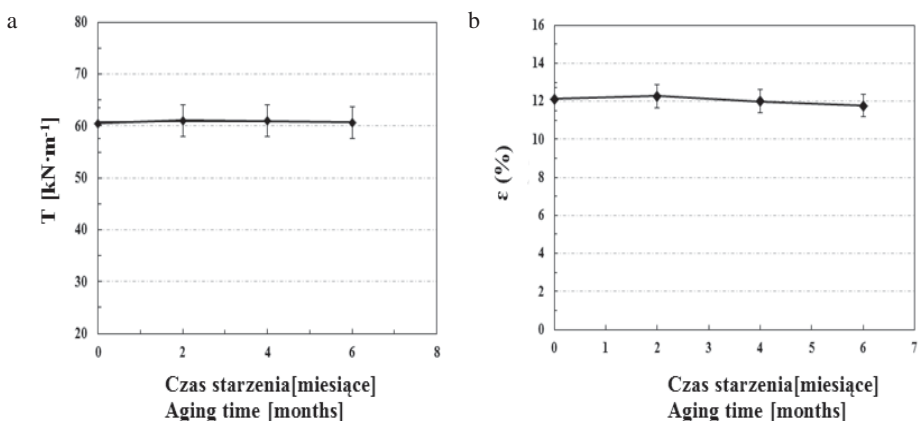 a
80
70
60
50
40
30
20
T [kN·m⁻¹]
0 2 4 6 8
Czas starzenia[miesiące]
Aging time [months]
b
16
14
12
10
8
6
4
2
0
ε (%)
0 1 2 3 4 5 6 7
Czas starzenia[miesiące]
Aging time [months]